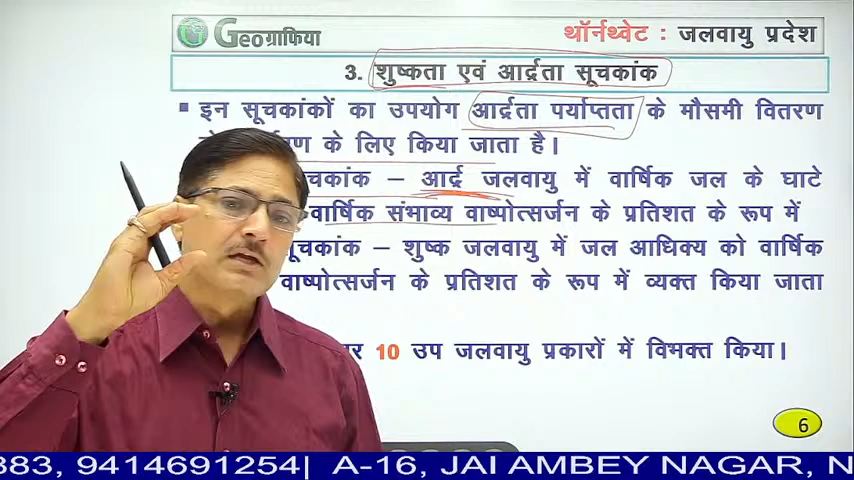 Geoग्राफिया
थॉर्नथ्वेट : जलवायु प्रदेश
3. शुष्कता एवं आर्द्रता सूचकांक
▪ इन सूचकांकों का उपयोग आर्द्रता पर्याप्तता के मौसमी वितरण
के लिए किया जाता है।
सूचकांक – आर्द्र जलवायु में वार्षिक जल के घाटे
वार्षिक संभाव्य वाष्पोत्सर्जन के प्रतिशत के रूप में
सूचकांक – शुष्क जलवायु में जल आधिक्य को वार्षिक
वाष्पोत्सर्जन के प्रतिशत के रूप में व्यक्त किया जाता
10 उप जलवायु प्रकारों में विभक्त किया।
6
383, 9414691254| A-16, JAI AMBEY NAGAR, N